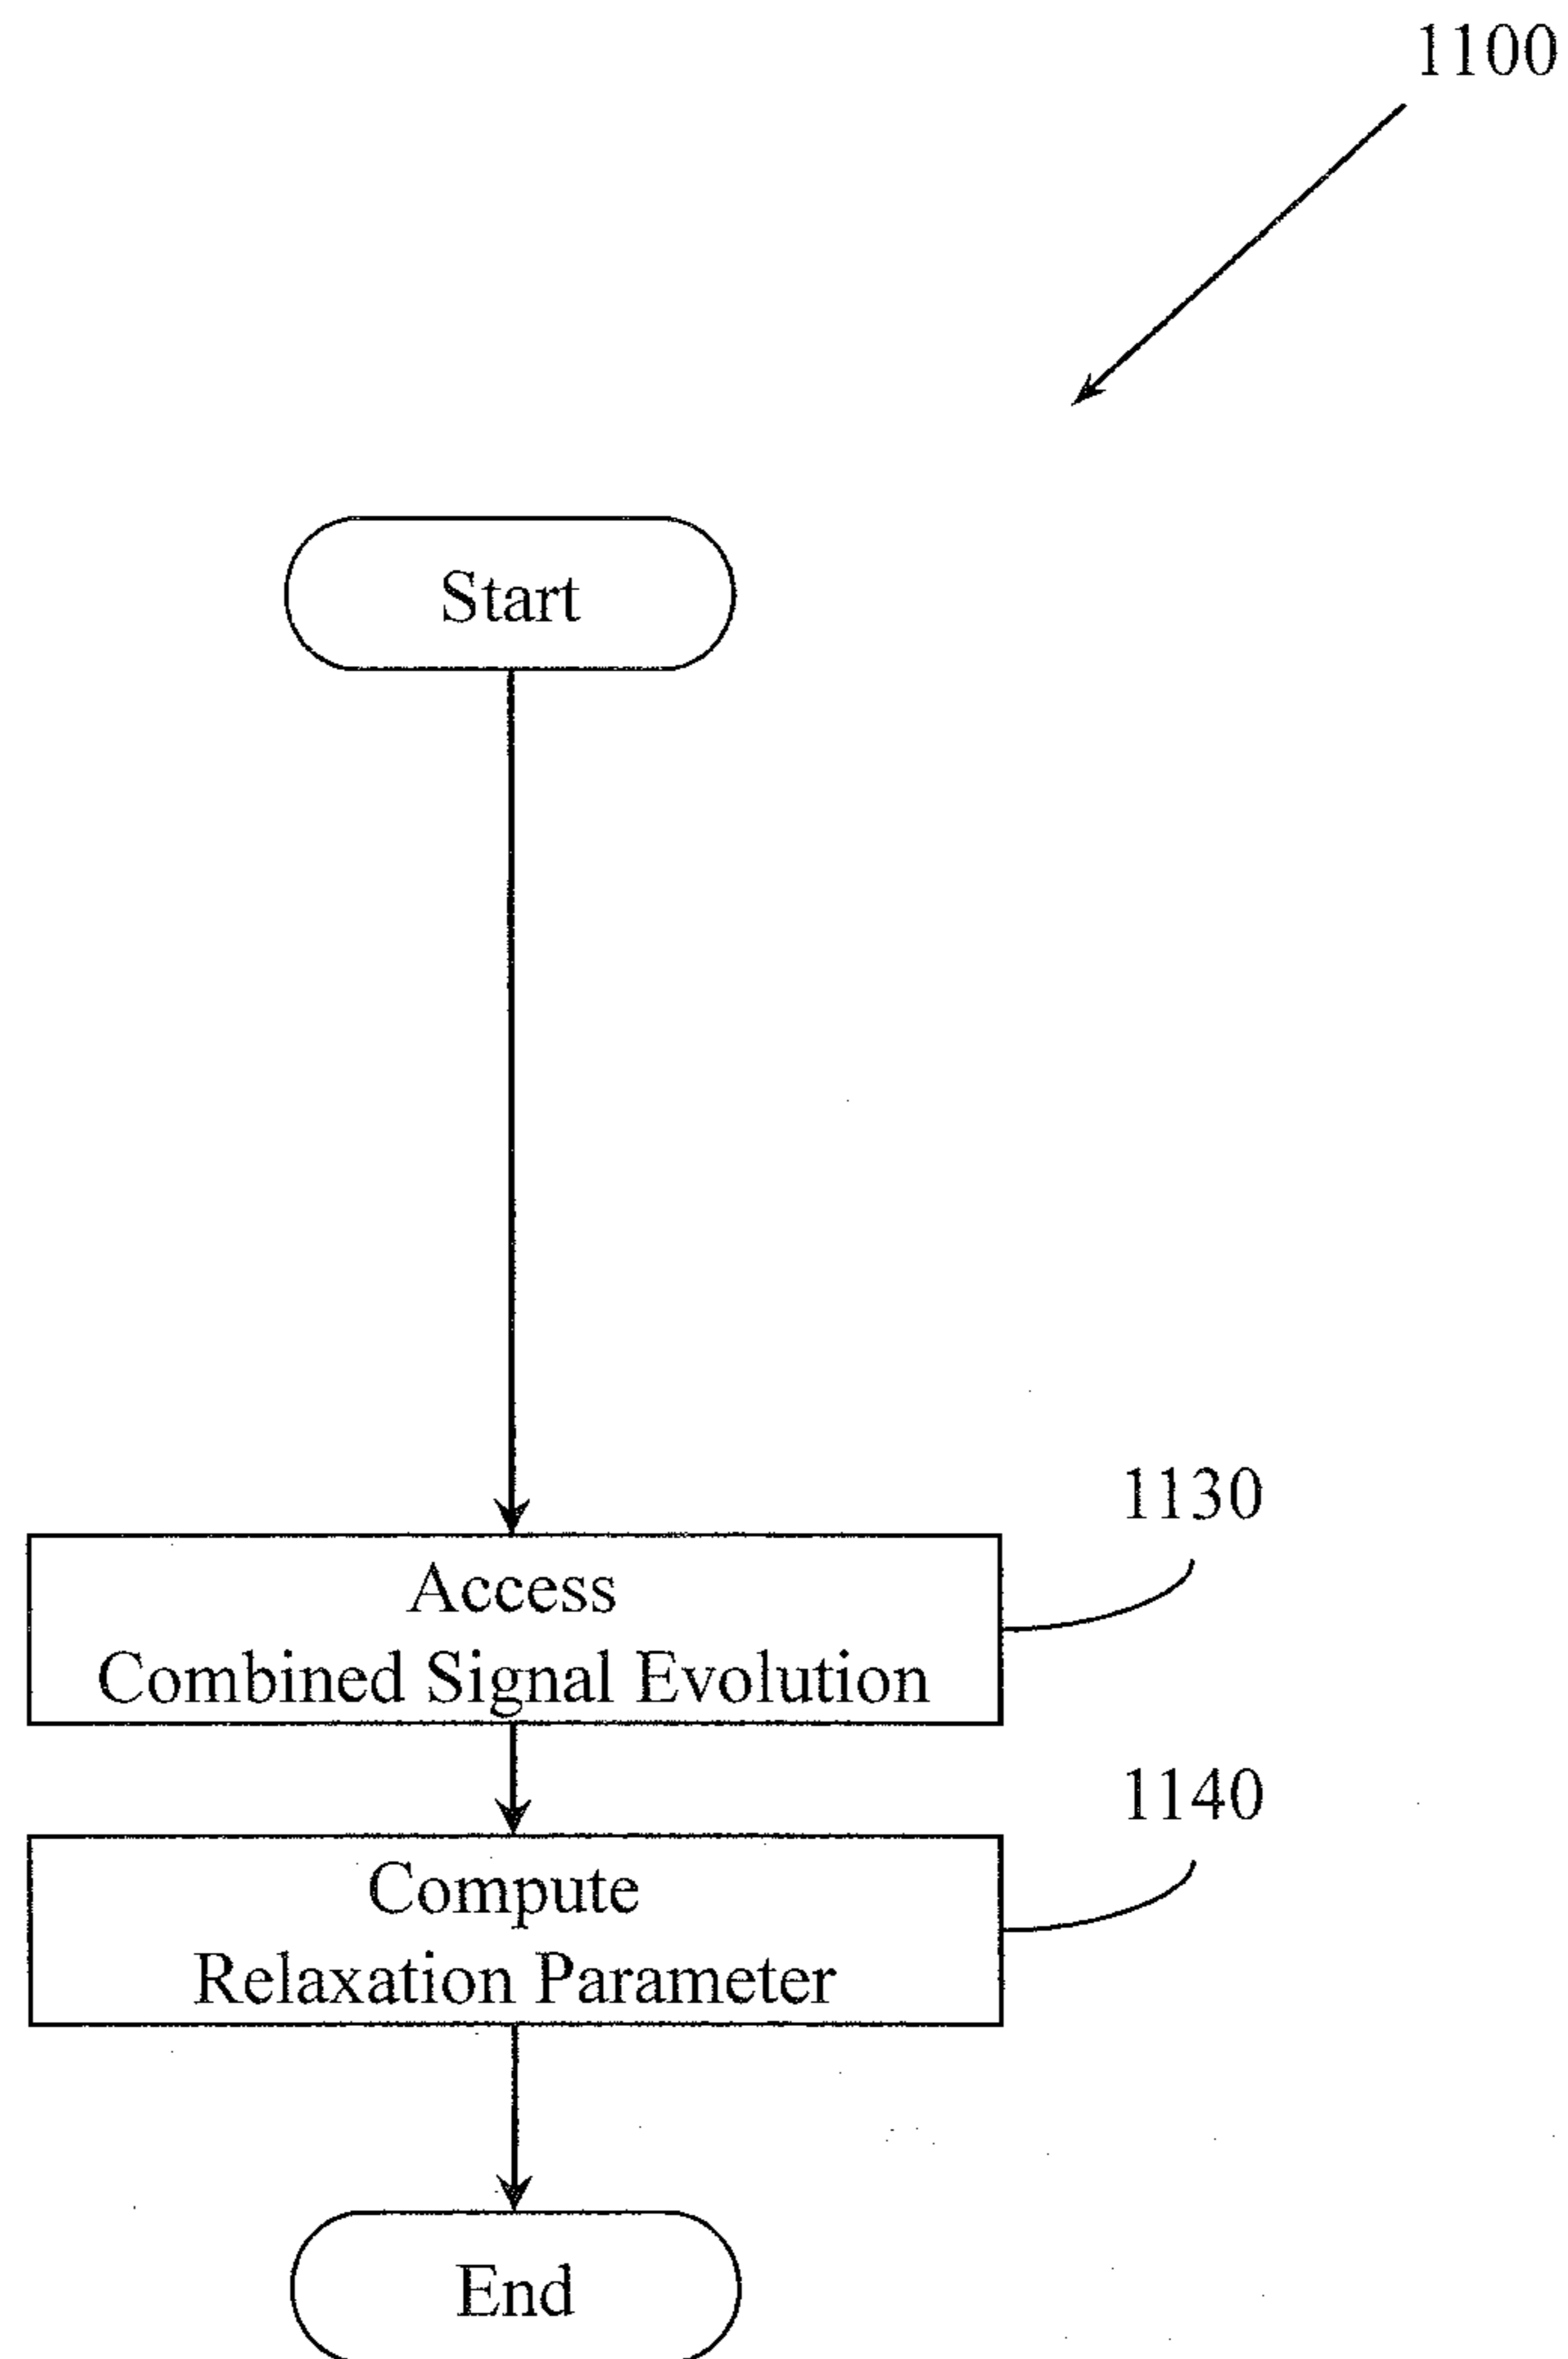 1100
Start
1130
Access
Combined Signal Evolution
1140
Compute
Relaxation Parameter
End